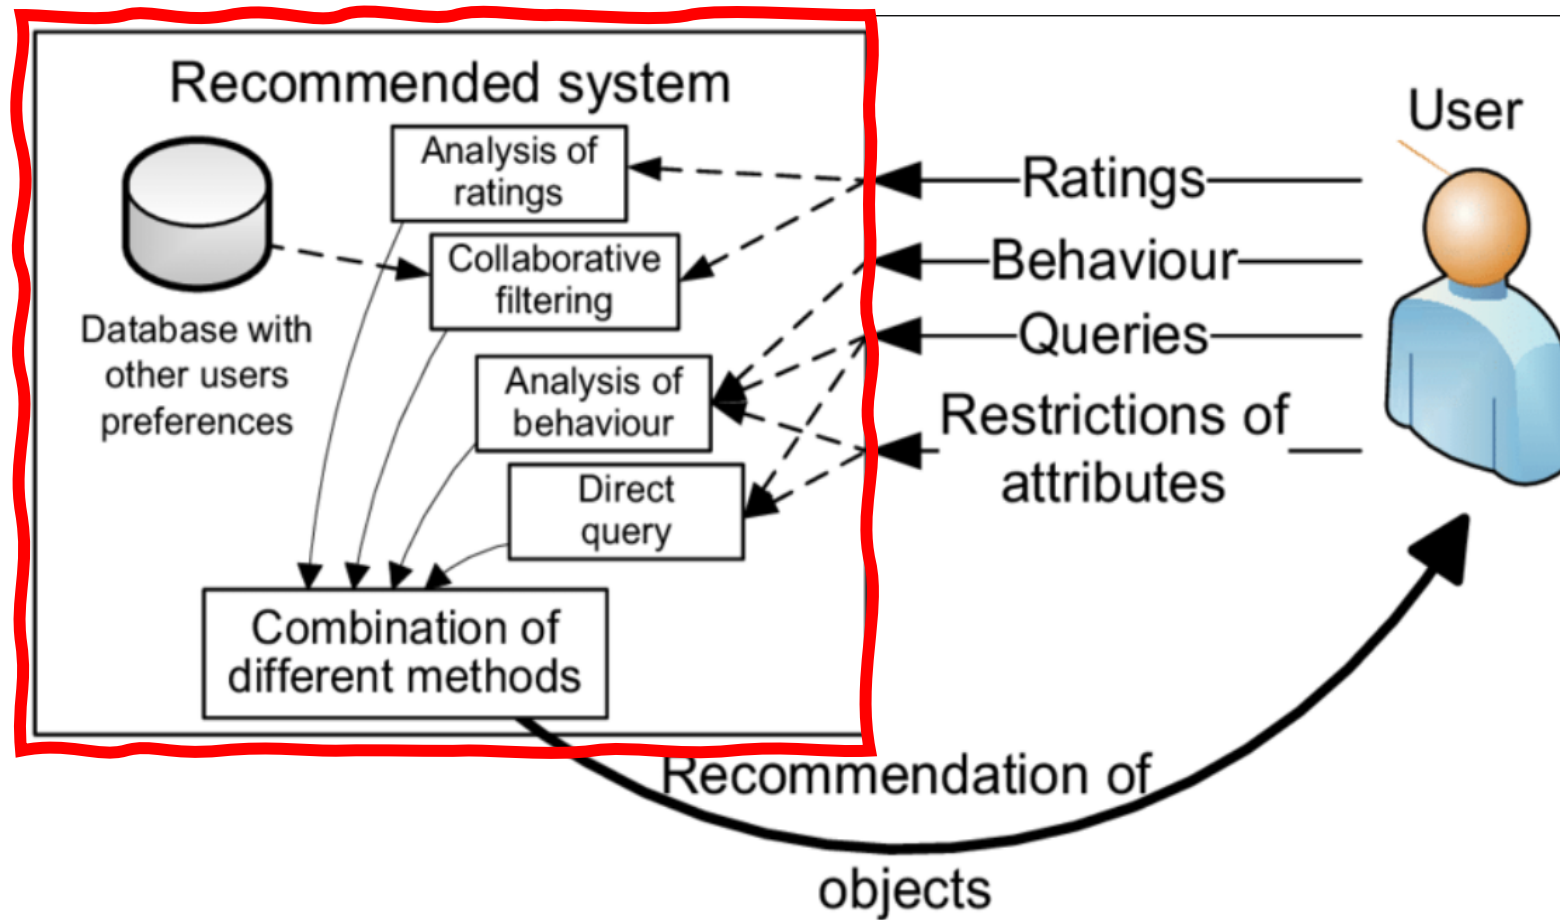 Recommended system
Analysis of
ratings
Collaborative
filtering
Database with
other users
preferences
Analysis of
behaviour
Direct
query
Combination of
different methods
User
Ratings
Behaviour
Queries
Restrictions of
attributes
Recommendation of
objects